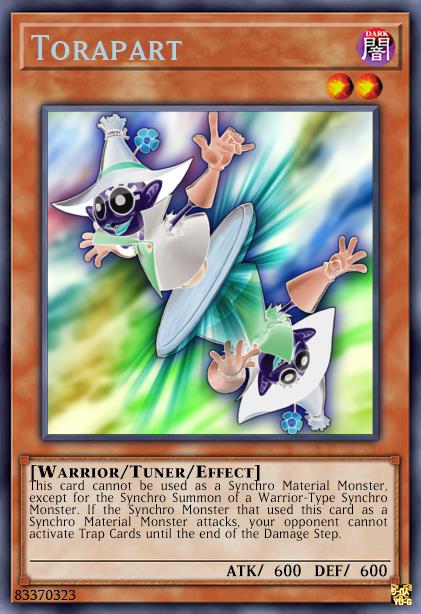 TORAPART
DARK
闇
[WARRIOR/TUNER/EFFECT]
This card cannot be used as a Synchro Material Monster,
except for the Synchro Summon of a Warrior-Type Synchro
Monster. If the Synchro Monster that used this card as a
Synchro Material Monster attacks, your opponent cannot
activate Trap Cards until the end of the Damage Step.
ATK/ 600 DEF/ 600
83370323